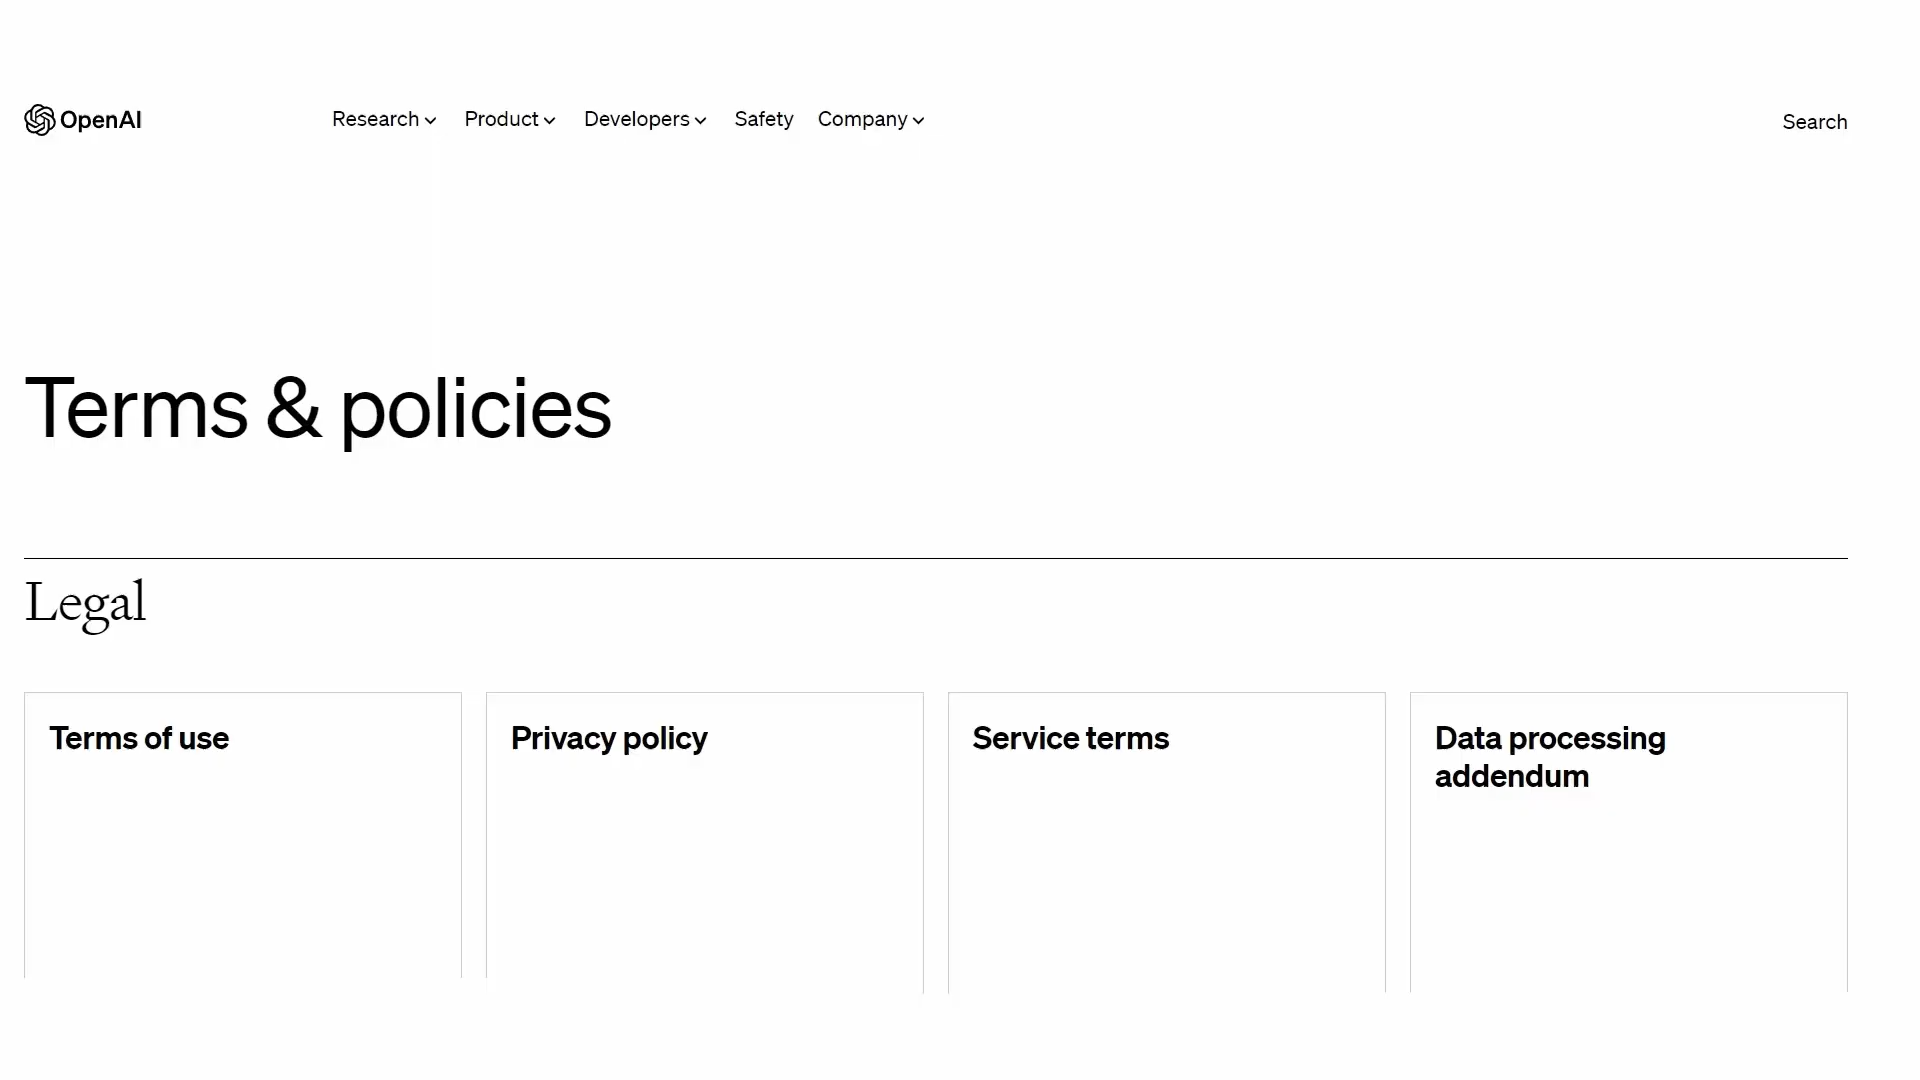 OpenAI
Research Product Developers Safety Company
Search
Terms & policies
Legal
Terms of use
Privacy policy
Service terms
Data processing
addendum